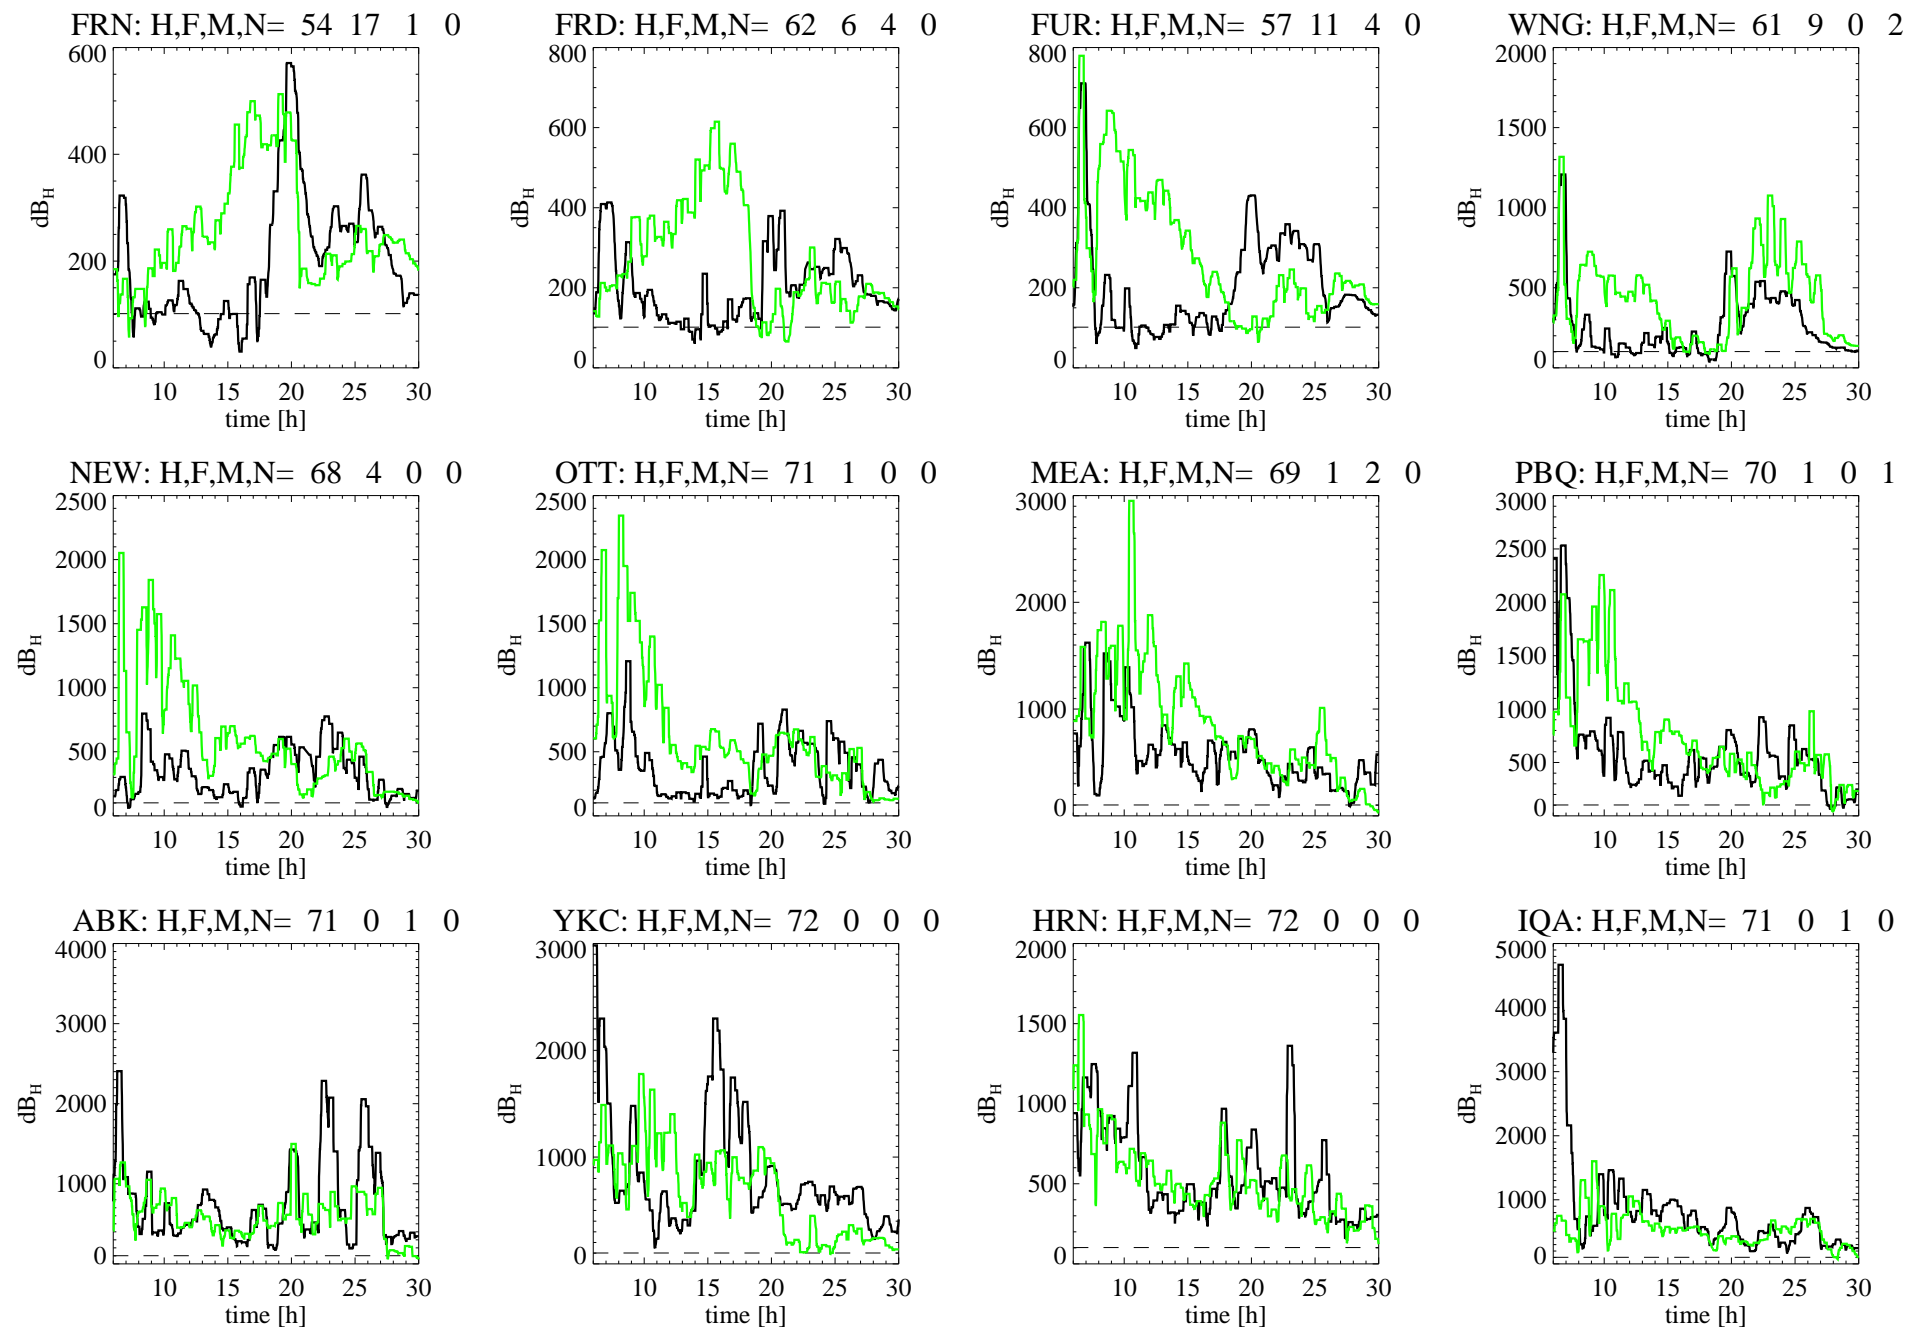 FRN: H,F,M,N= 54 17 1 0
600
400
200
0
dB_H
10 15 20 25 30
time [h]
FRD: H,F,M,N= 62 6 4 0
800
600
400
200
0
dB_H
10 15 20 25 30
time [h]
FUR: H,F,M,N= 57 11 4 0
800
600
400
200
0
dB_H
10 15 20 25 30
time [h]
WNG: H,F,M,N= 61 9 0 2
2000
1500
1000
500
0
dB_H
10 15 20 25 30
time [h]
NEW: H,F,M,N= 68 4 0 0
2500
2000
1500
1000
500
0
dB_H
10 15 20 25 30
time [h]
OTT: H,F,M,N= 71 1 0 0
2500
2000
1500
1000
500
0
dB_H
10 15 20 25 30
time [h]
MEA: H,F,M,N= 69 1 2 0
3000
2000
1000
0
dB_H
10 15 20 25 30
time [h]
PBQ: H,F,M,N= 70 1 0 1
3000
2500
2000
1500
1000
500
0
dB_H
10 15 20 25 30
time [h]
ABK: H,F,M,N= 71 0 1 0
4000
3000
2000
1000
0
dB_H
10 15 20 25 30
time [h]
YKC: H,F,M,N= 72 0 0 0
3000
2000
1000
0
dB_H
10 15 20 25 30
time [h]
HRN: H,F,M,N= 72 0 0 0
2000
1500
1000
500
0
dB_H
10 15 20 25 30
time [h]
IQA: H,F,M,N= 71 0 1 0
5000
4000
3000
2000
1000
0
dB_H
10 15 20 25 30
time [h]